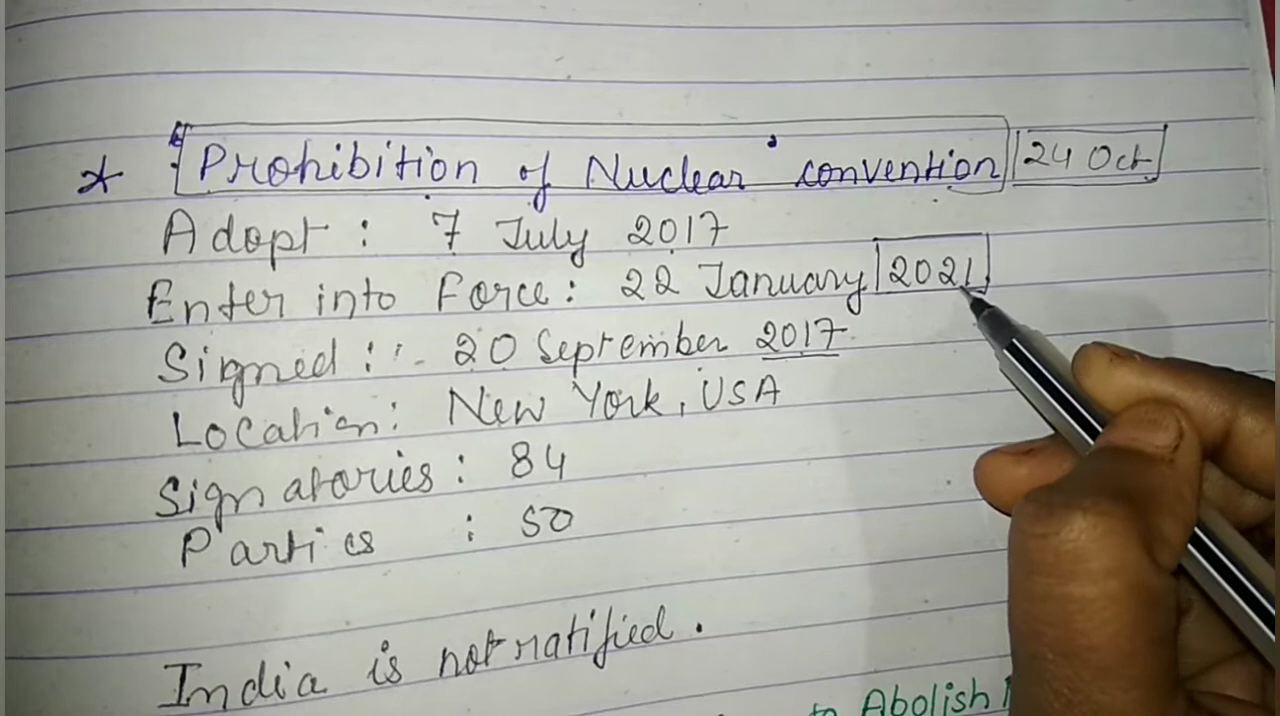 * Prohibition of Nuclear convention 24 Oct
Adopt : 7 July 2017
Enter into Force : 22 January 2021
Signed : - 20 September 2017
Location : New York, USA
Signatories : 84
Parties : 50
India is not ratified.
to Abolish